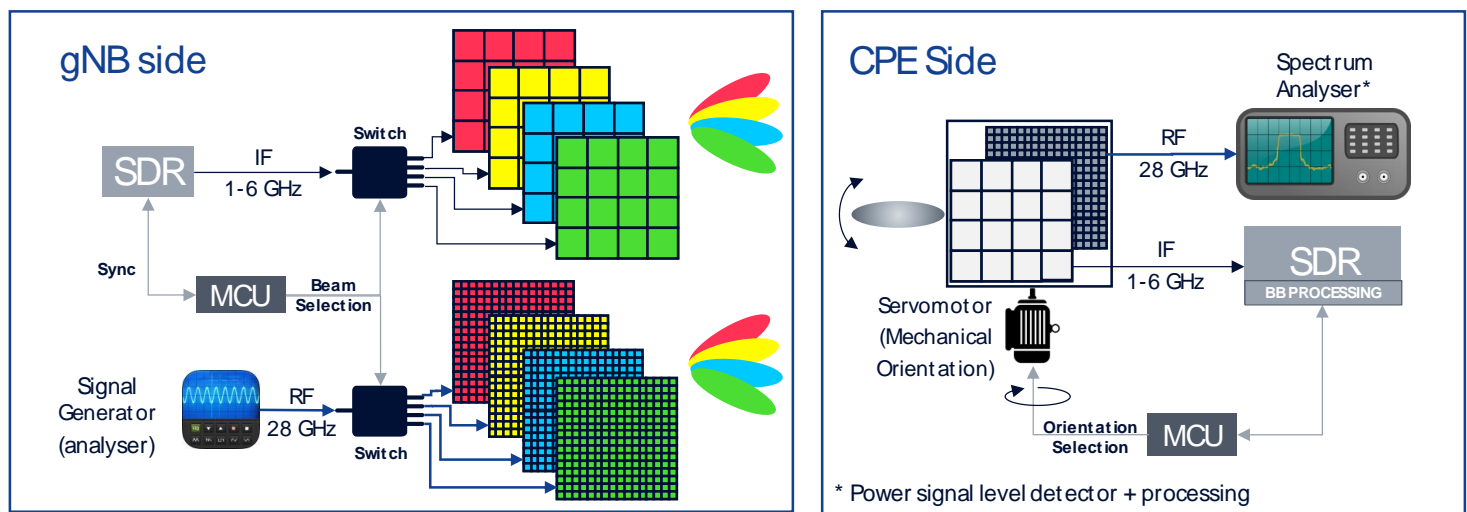 gNB side
Switch
SDR
IF
1-6 GHz
Sync
MCU
Beam
Selection
Signal
Generator
(analyser)
RF
28 GHz
Switch
CPE Side
Spectrum
Analyser*
RF
28 GHz
IF
1-6 GHz
SDR
BB PROCESSING
Servomotor
(Mechanical
Orientation)
Orientation
Selection
MCU
* Power signal level detector + processing